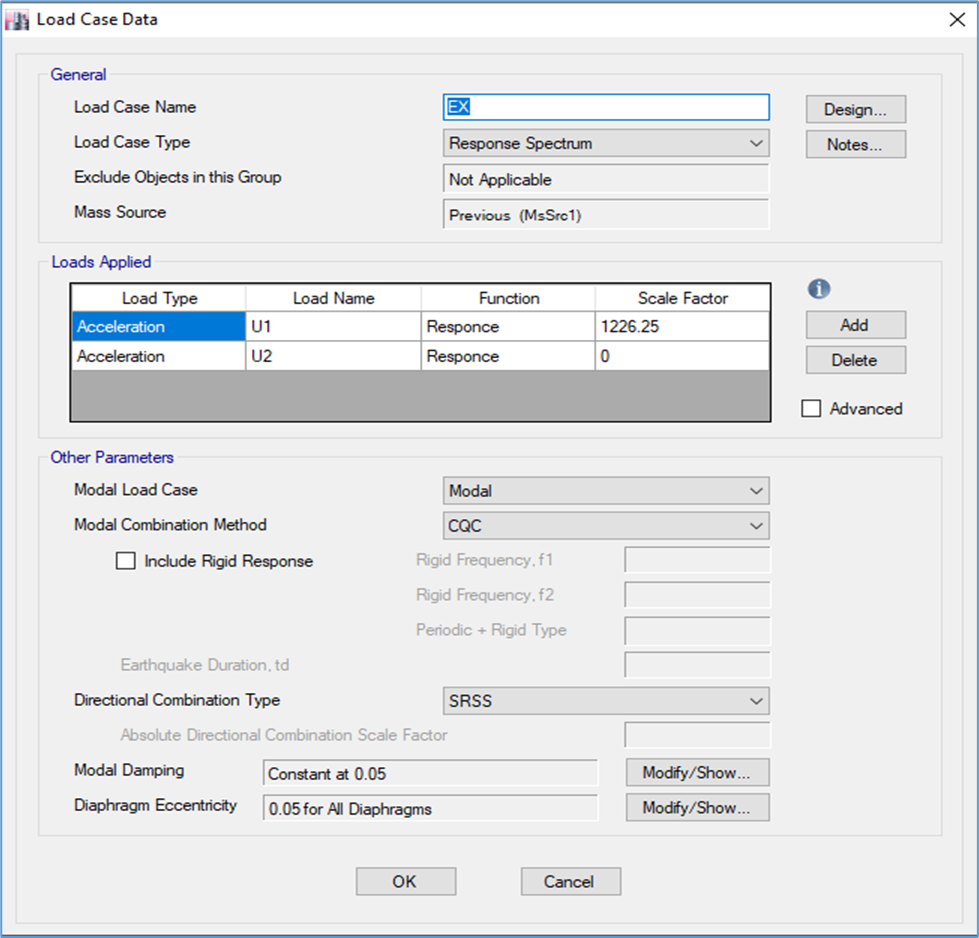 Load Case Data
General
Load Case Name EX Design...
Load Case Type Response Spectrum Notes...
Exclude Objects in this Group Not Applicable
Mass Source Previous (MsSrc1)
Loads Applied
Load Type Load Name Function Scale Factor
Acceleration U1 Responce 1226.25 Add
Acceleration U2 Responce 0 Delete
Advanced
Other Parameters
Modal Load Case Modal
Modal Combination Method CQC
Include Rigid Response Rigid Frequency, f1
Rigid Frequency, f2
Periodic + Rigid Type
Earthquake Duration, td
Directional Combination Type SRSS
Absolute Directional Combination Scale Factor
Modal Damping Constant at 0.05 Modify/Show...
Diaphragm Eccentricity 0.05 for All Diaphragms Modify/Show...
OK Cancel